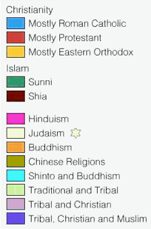 Christianity
Mostly Roman Catholic
Mostly Protestant
Mostly Eastern Orthodox
Islam
Sunni
Shia
Hinduism
Judaism
Buddhism
Chinese Religions
Shinto and Buddhism
Traditional and Tribal
Tribal and Christian
Tribal, Christian and Muslim